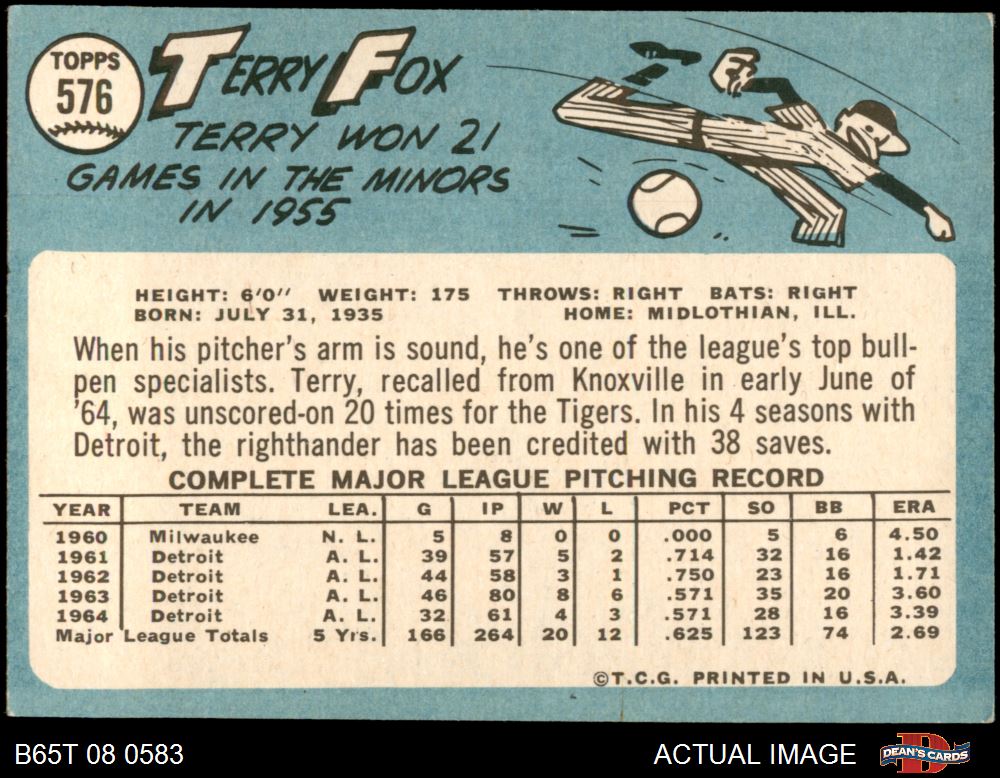 TOPPS
576
TERRY FOX
TERRY WON 21
GAMES IN THE MINORS
IN 1955
HEIGHT: 6'0" WEIGHT: 175 THROWS: RIGHT BATS: RIGHT
BORN: JULY 31, 1935 HOME: MIDLOTHIAN, ILL.
When his pitcher's arm is sound, he's one of the league's top bull-
pen specialists. Terry, recalled from Knoxville in early June of
'64, was unscored-on 20 times for the Tigers. In his 4 seasons with
Detroit, the righthander has been credited with 38 saves.
COMPLETE MAJOR LEAGUE PITCHING RECORD
YEAR TEAM LEA. G IP W L PCT SO BB ERA
1960 Milwaukee N. L. 5 8 0 0 .000 5 6 4.50
1961 Detroit A. L. 39 57 5 2 .714 32 16 1.42
1962 Detroit A. L. 44 58 3 1 .750 23 16 1.71
1963 Detroit A. L. 46 80 8 6 .571 35 20 3.60
1964 Detroit A. L. 32 61 4 3 .571 28 16 3.39
Major League Totals 5 Yrs. 166 264 20 12 .625 123 74 2.69
©T.C.G. PRINTED IN U.S.A.
B65T 08 0583 ACTUAL IMAGE DEAN'S CARDS